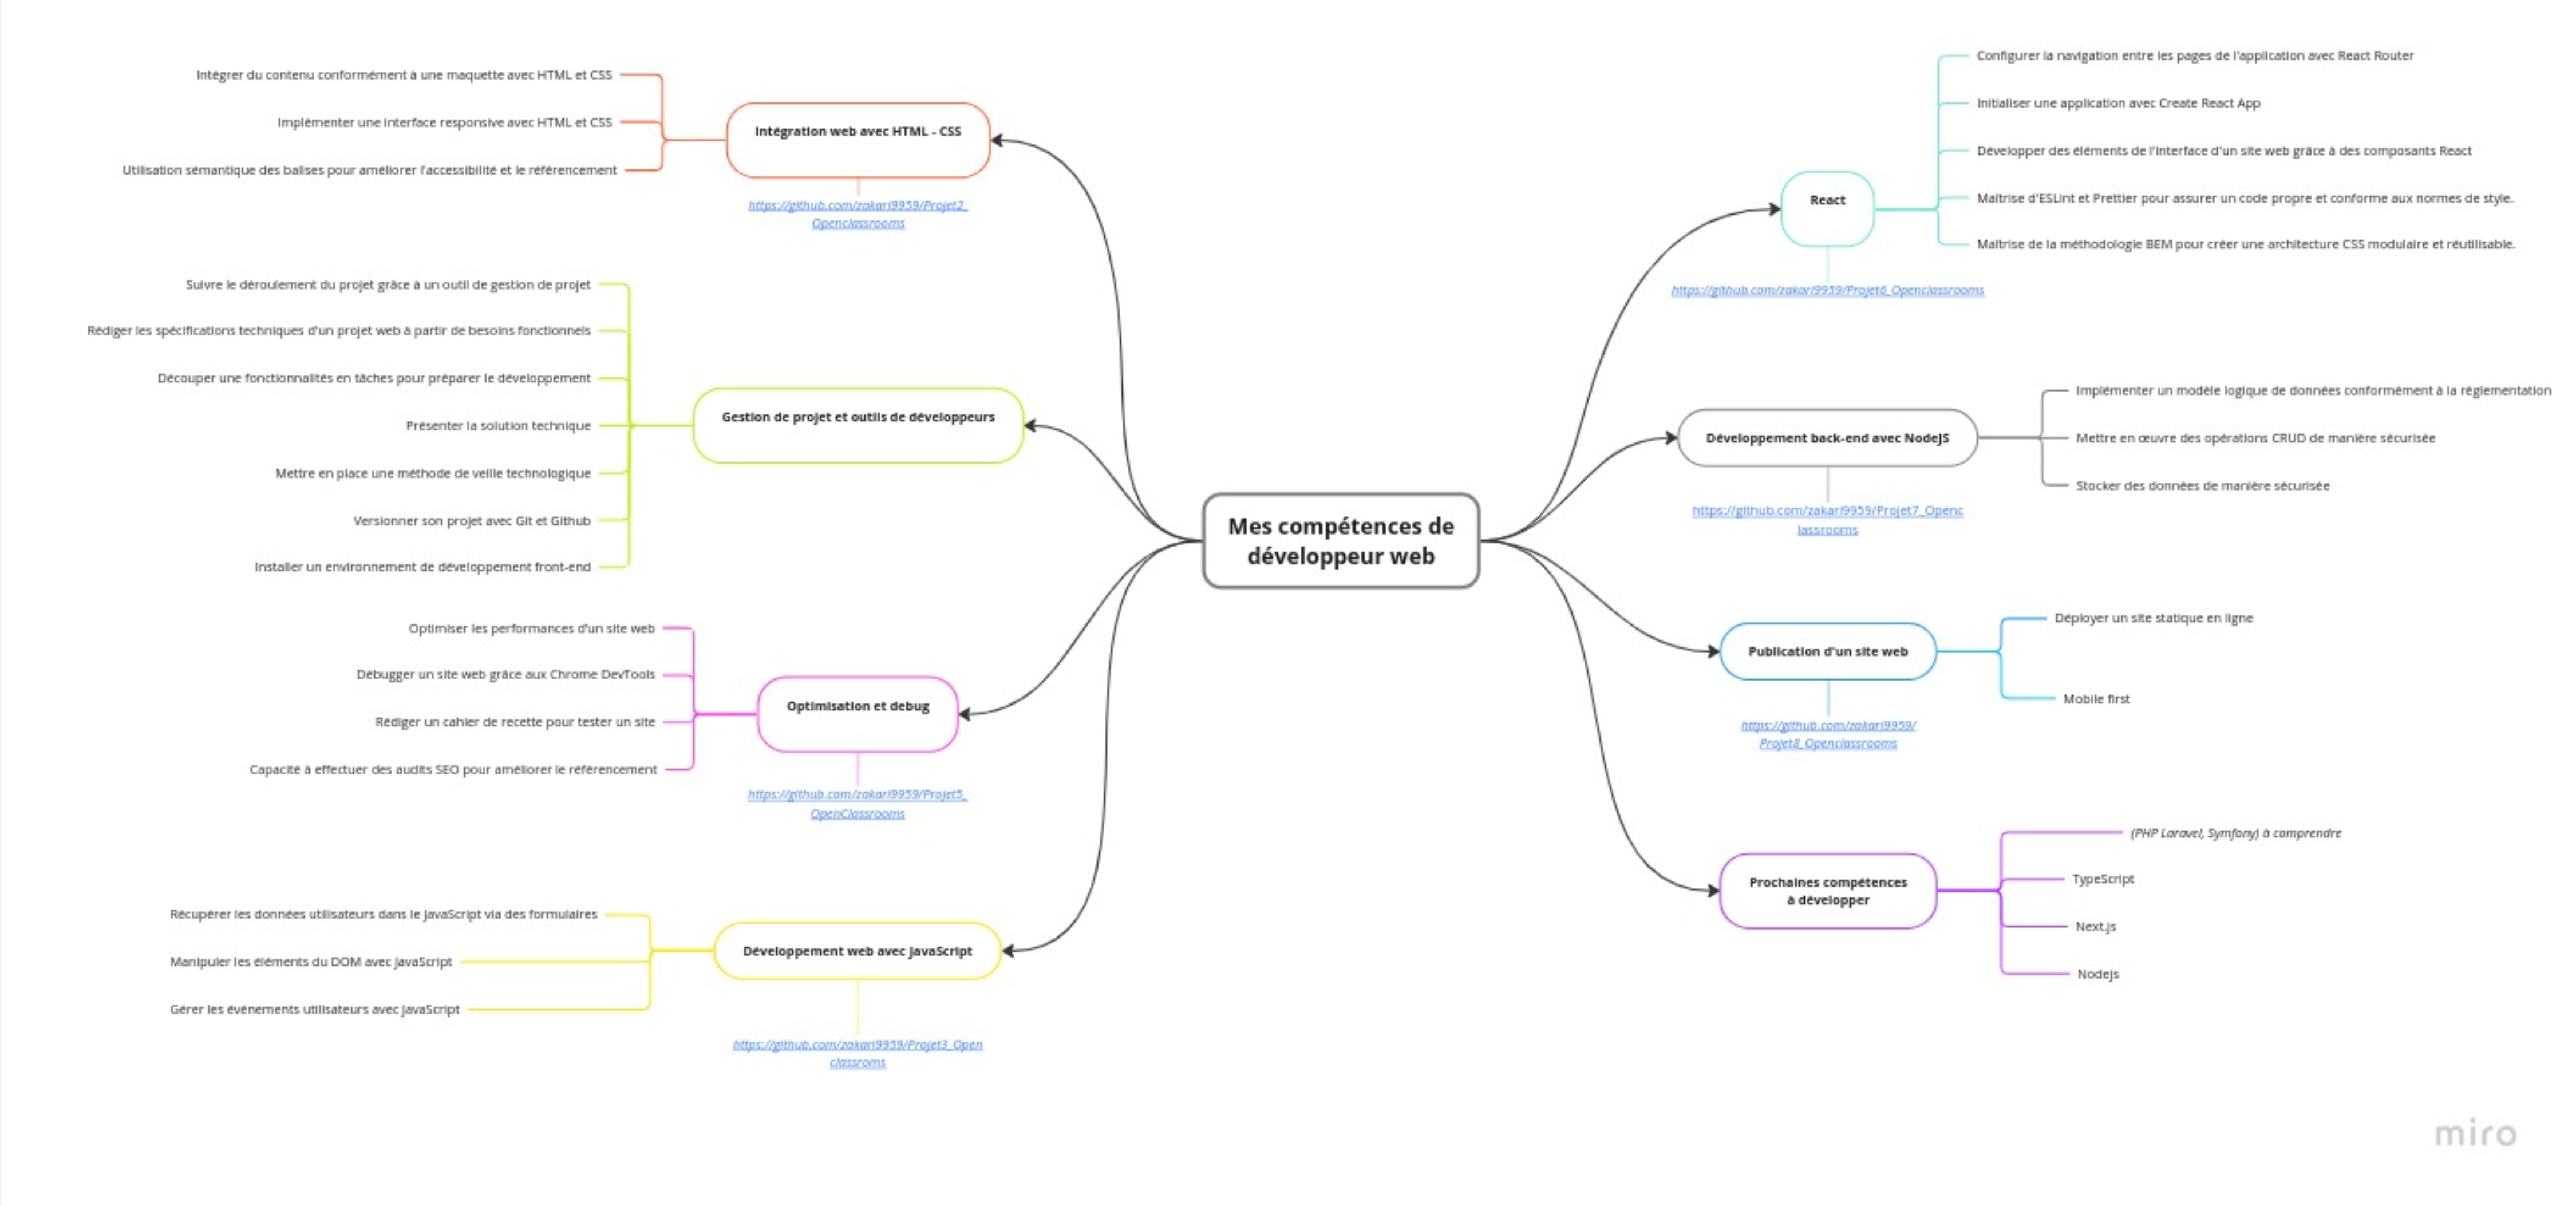 Intégrer du contenu conformément à une maquette avec HTML et CSS
Implémenter une interface responsive avec HTML et CSS
Utilisation sémantique des balises pour améliorer l'accessibilité et le référencement
Intégration web avec HTML - CSS
https://github.com/zakari9959/Projet2_
Openclassrooms
Suivre le déroulement du projet grâce à un outil de gestion de projet
Rédiger les spécifications techniques d'un projet web à partir de besoins fonctionnels
Découper une fonctionnalités en tâches pour préparer le développement
Présenter la solution technique
Mettre en place une méthode de veille technologique
Versionner son projet avec Git et Github
Installer un environnement de développement front-end
Gestion de projet et outils de développeurs
Optimiser les performances d'un site web
Débugger un site web grâce aux Chrome DevTools
Rédiger un cahier de recette pour tester un site
Capacité à effectuer des audits SEO pour améliorer le référencement
Optimisation et debug
https://github.com/zakari9959/Projet5_
OpenClassrooms
Récupérer les données utilisateurs dans le JavaScript via des formulaires
Manipuler les éléments du DOM avec JavaScript
Gérer les événements utilisateurs avec JavaScript
Développement web avec JavaScript
https://github.com/zakari9959/Projet3_Open
classroms
Mes compétences de
développeur web
React
Configurer la navigation entre les pages de l'application avec React Router
Initialiser une application avec Create React App
Développer des éléments de l'interface d'un site web grâce à des composants React
Maîtrise d'ESLint et Prettier pour assurer un code propre et conforme aux normes de style.
Maîtrise de la méthodologie BEM pour créer une architecture CSS modulaire et réutilisable.
https://github.com/zakari9959/Projet6_Openclassrooms
Développement back-end avec NodeJS
Implémenter un modèle logique de données conformément à la réglementation
Mettre en œuvre des opérations CRUD de manière sécurisée
Stocker des données de manière sécurisée
https://github.com/zakari9959/Projet7_Openc
lassrooms
Publication d'un site web
Déployer un site statique en ligne
Mobile first
https://github.com/zakari9959/
Projet8_Openclassrooms
Prochaines compétences
à développer
(PHP Laravel, Symfony) à comprendre
TypeScript
Next.js
Nodejs
miro